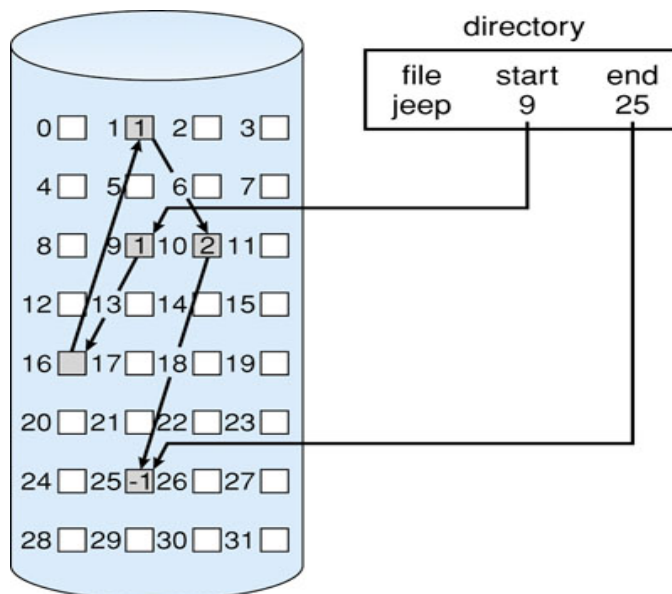 directory
file start end
jeep 9 25
0 1 1 2 3
4 5 6 7
8 9 1 10 2 11
12 13 14 15
16 17 18 19
20 21 22 23
24 25 -1 26 27
28 29 30 31